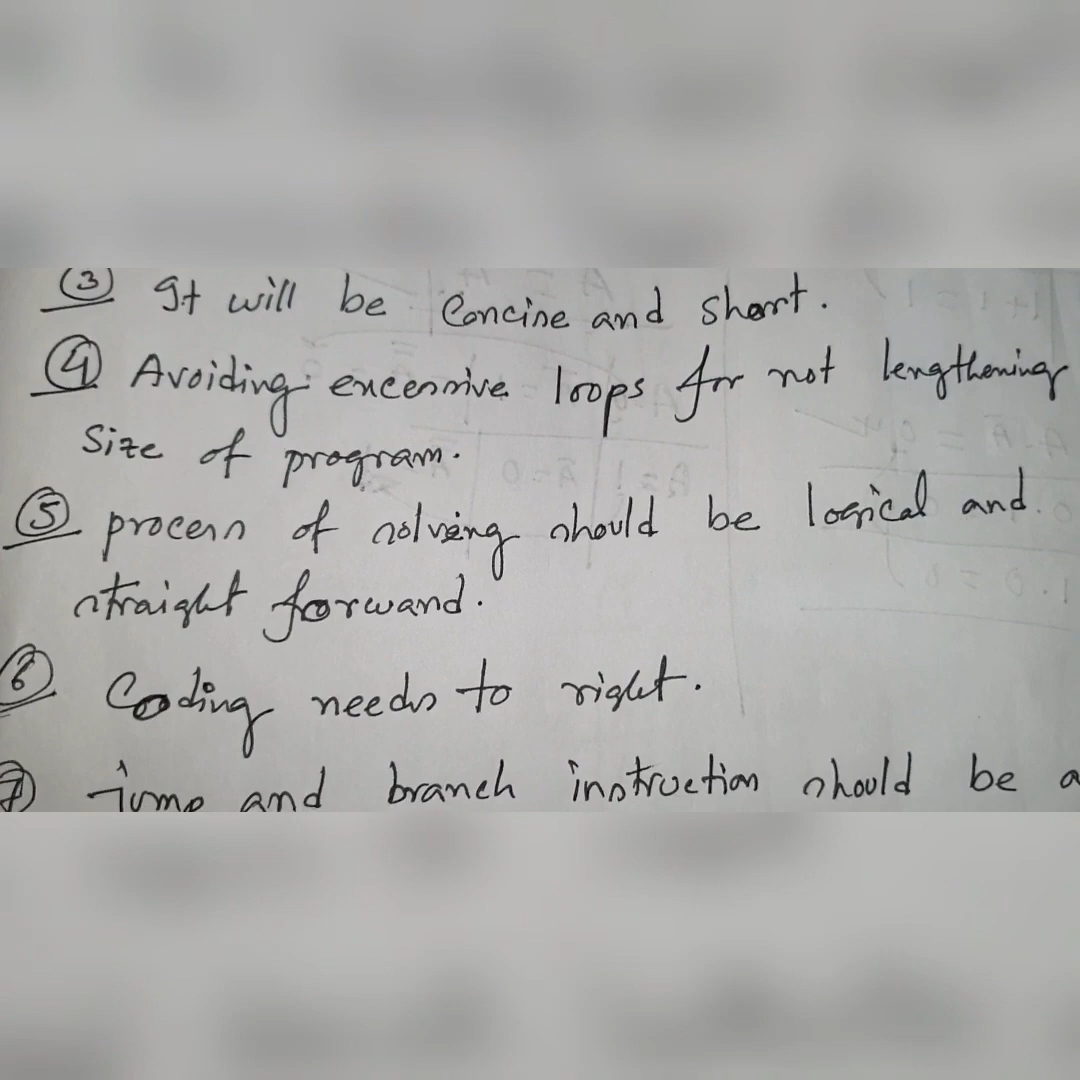 ③ It will be concise and short.
④ Avoiding excessive loops for not lengthening
size of program.
⑤ process of solving should be logical and
straight forward.
⑥ Coding needs to right.
⑦ jump and branch instruction should be a